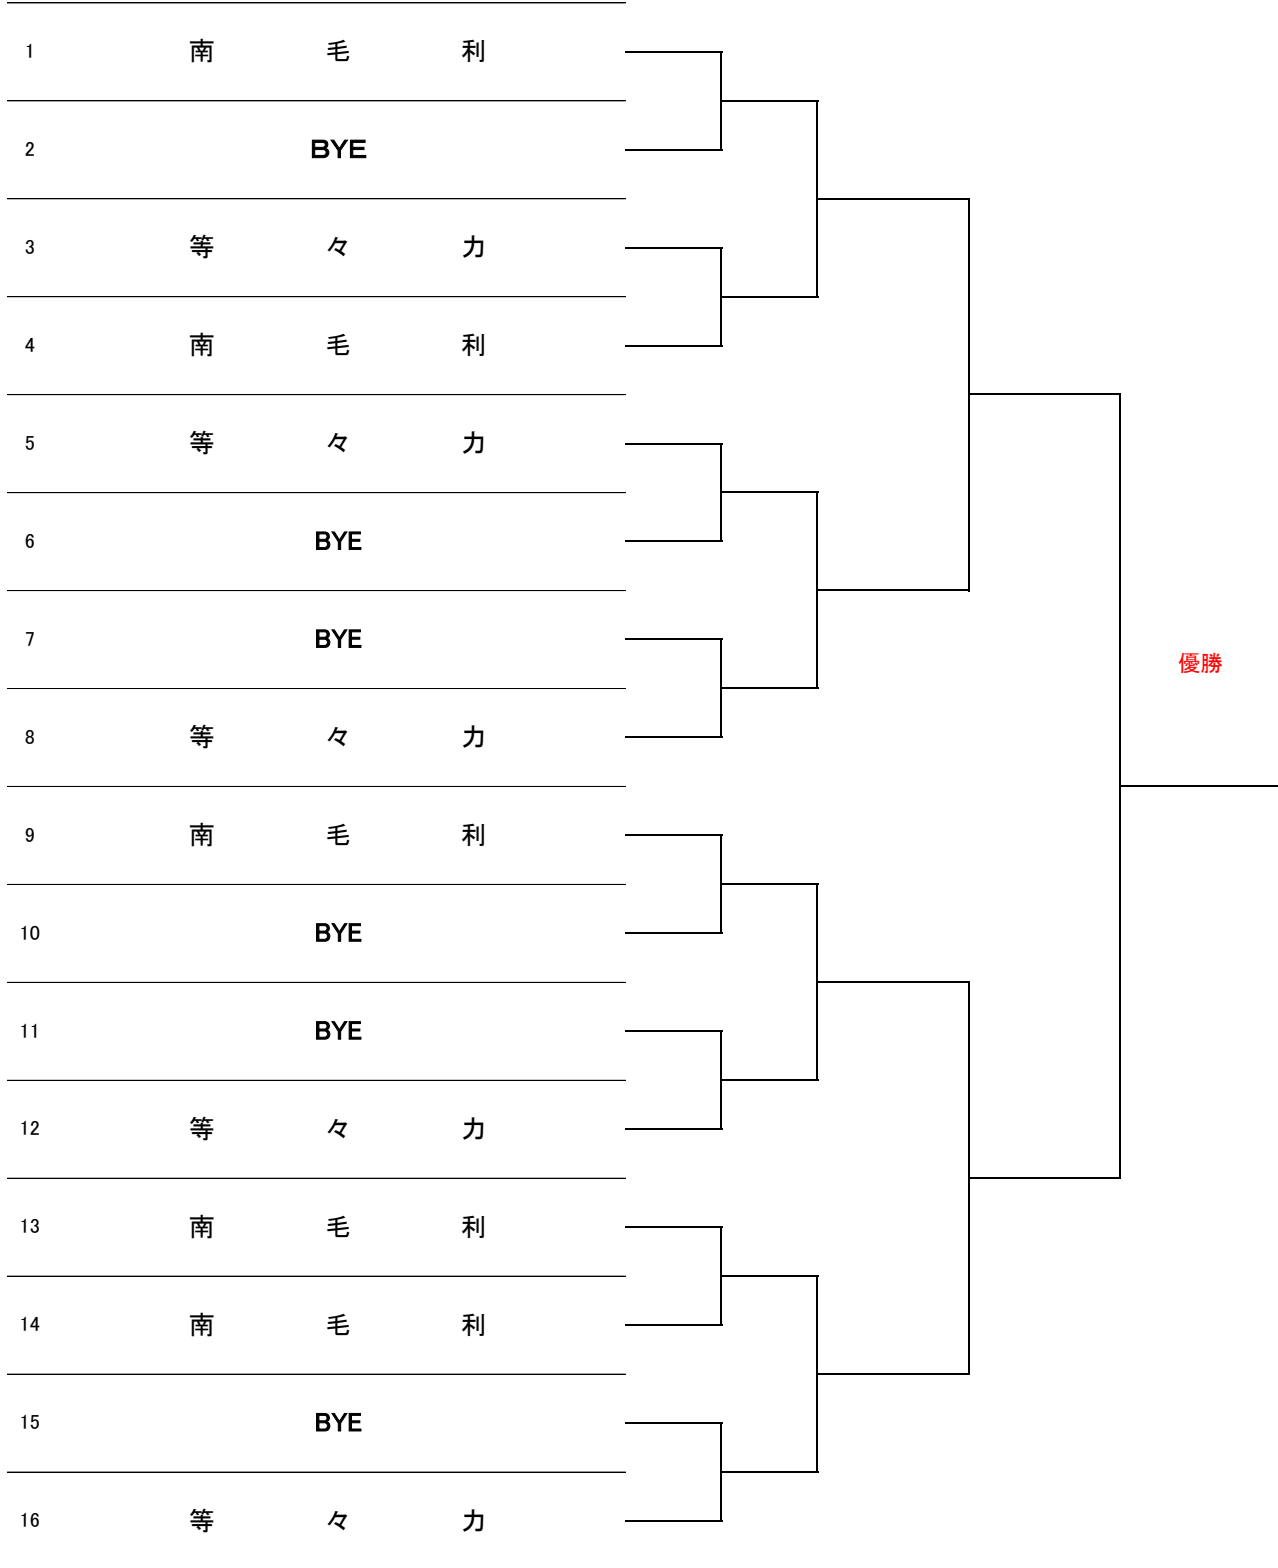 1 南 毛 利
2 BYE
3 等 々 力
4 南 毛 利
5 等 々 力
6 BYE
7 BYE
優勝
8 等 々 力
9 南 毛 利
10 BYE
11 BYE
12 等 々 力
13 南 毛 利
14 南 毛 利
15 BYE
16 等 々 力